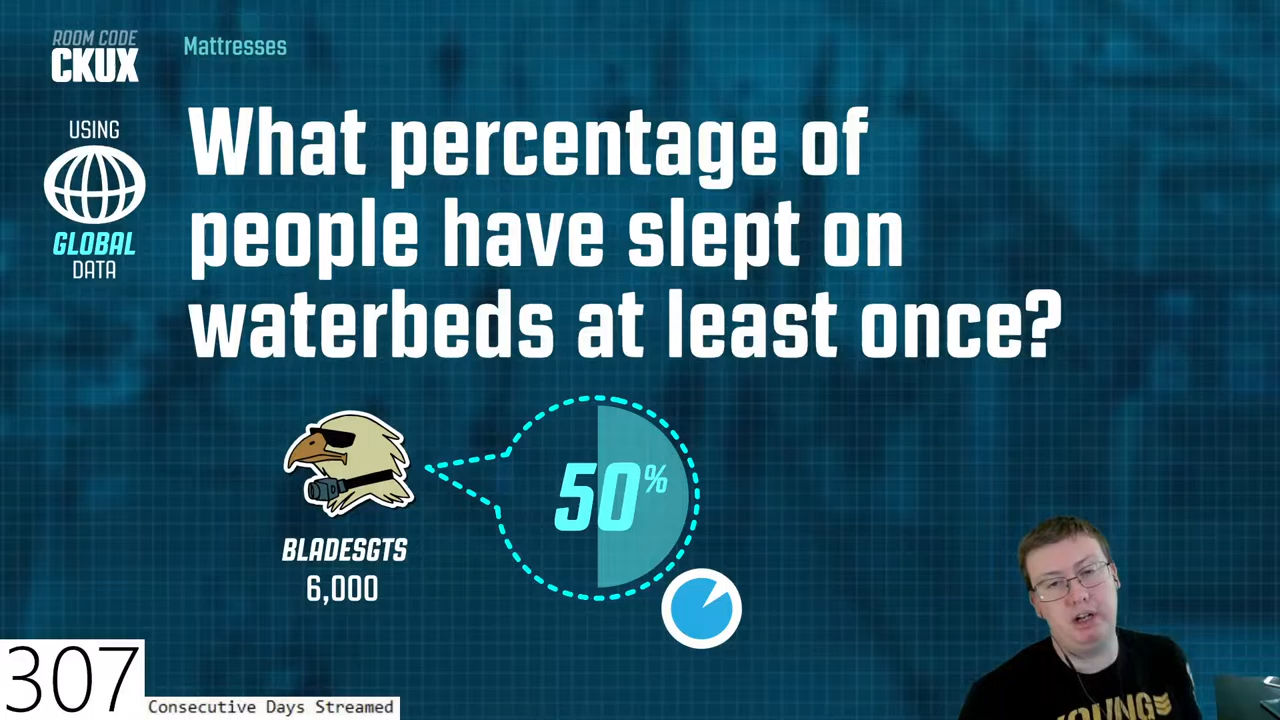 ROOM CODE
CKUX
Mattresses
USING
GLOBAL
DATA
What percentage of
people have slept on
waterbeds at least once?
50%
BLADESGTS
6,000
307
Consecutive Days Streamed
YOUNG